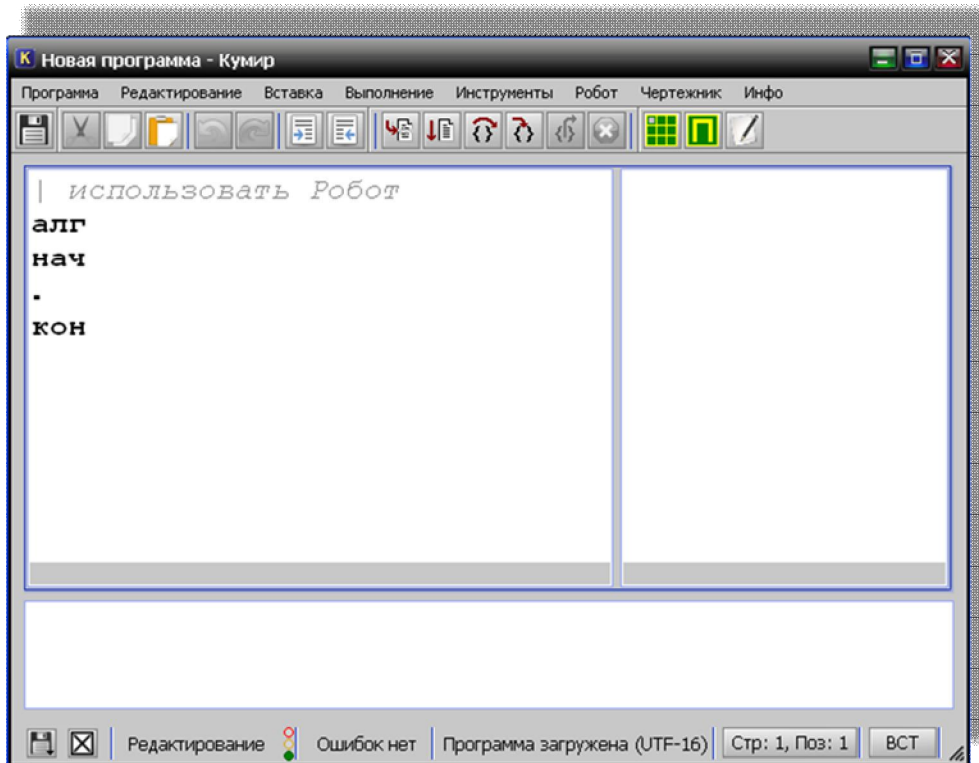 Новая программа - Кумир
Программа Редактирование Вставка Выполнение Инструменты Робот Чертежник Инфо
| использовать Робот
алг
нач
.
кон
Редактирование Ошибок нет Программа загружена (UTF-16) Стр: 1, Поз: 1 ВСТ